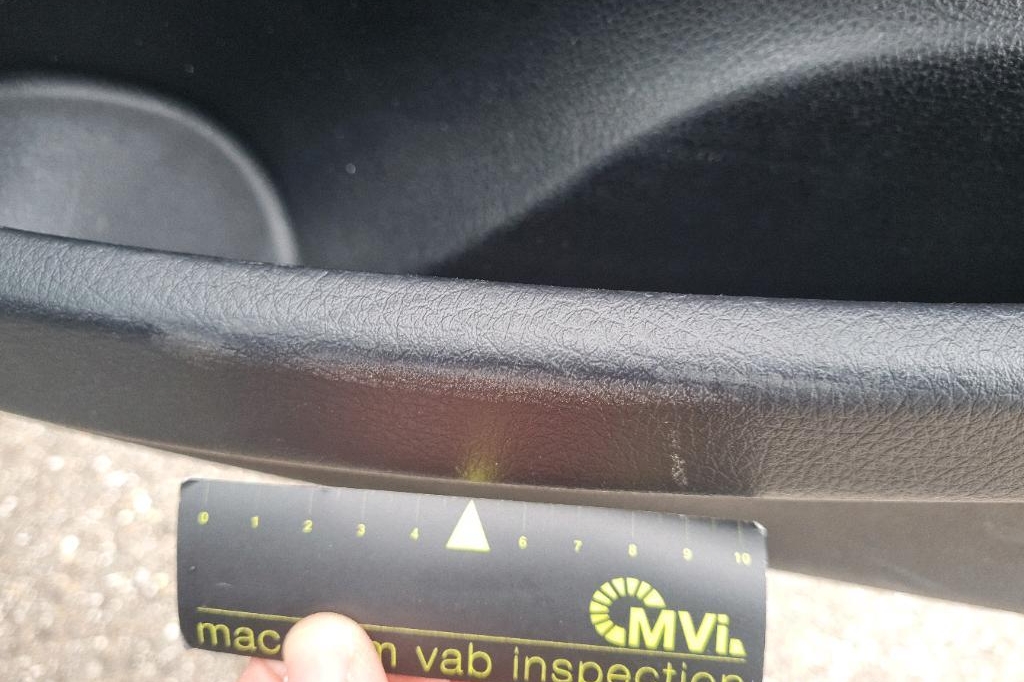 0 1 2 3 4 6 7 8 9 10
MVi.
vab inspection